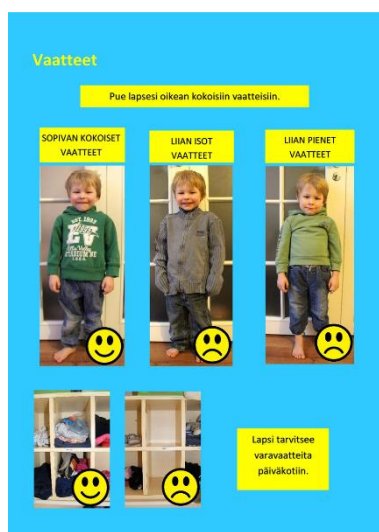 Vaatteet
Pue lapsesi oikean kokoisiin vaatteisiin.
SOPIVAN KOKOISET
VAATTEET
LIIAN ISOT
VAATTEET
LIIAN PIENET
VAATTEET
Lapsi tarvitsee
varavaatteita
päiväkotiin.